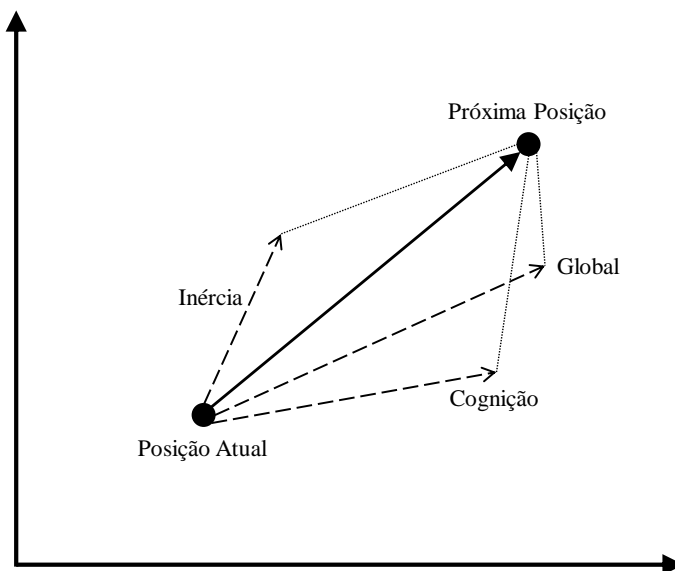 Próxima Posição
Global
Inércia
Cognição
Posição Atual